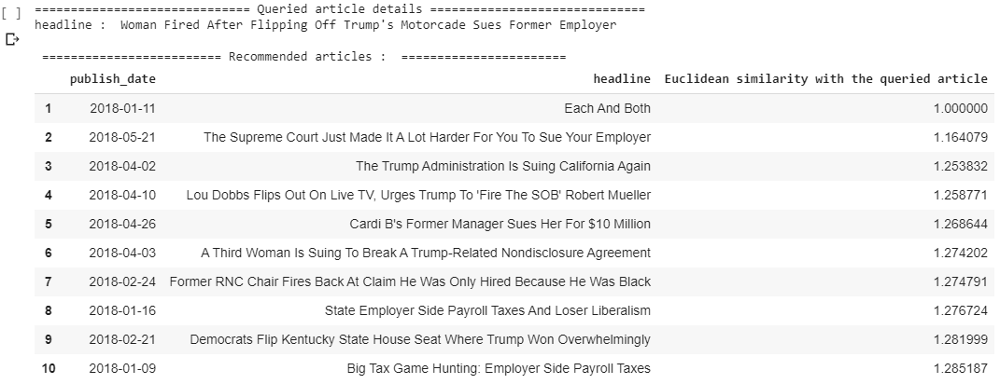 [ ] ============================== Queried article details ==============================
headline :  Woman Fired After Flipping Off Trump's Motorcade Sues Former Employer
========================= Recommended articles :  =======================
publish_date headline Euclidean similarity with the queried article
1 2018-01-11 Each And Both 1.000000
2 2018-05-21 The Supreme Court Just Made It A Lot Harder For You To Sue Your Employer 1.164079
3 2018-04-02 The Trump Administration Is Suing California Again 1.253832
4 2018-04-10 Lou Dobbs Flips Out On Live TV, Urges Trump To 'Fire The SOB' Robert Mueller 1.258771
5 2018-04-26 Cardi B's Former Manager Sues Her For $10 Million 1.268644
6 2018-04-03 A Third Woman Is Suing To Break A Trump-Related Nondisclosure Agreement 1.274202
7 2018-02-24 Former RNC Chair Fires Back At Claim He Was Only Hired Because He Was Black 1.274791
8 2018-01-16 State Employer Side Payroll Taxes And Loser Liberalism 1.276724
9 2018-02-21 Democrats Flip Kentucky State House Seat Where Trump Won Overwhelmingly 1.281999
10 2018-01-09 Big Tax Game Hunting: Employer Side Payroll Taxes 1.285187